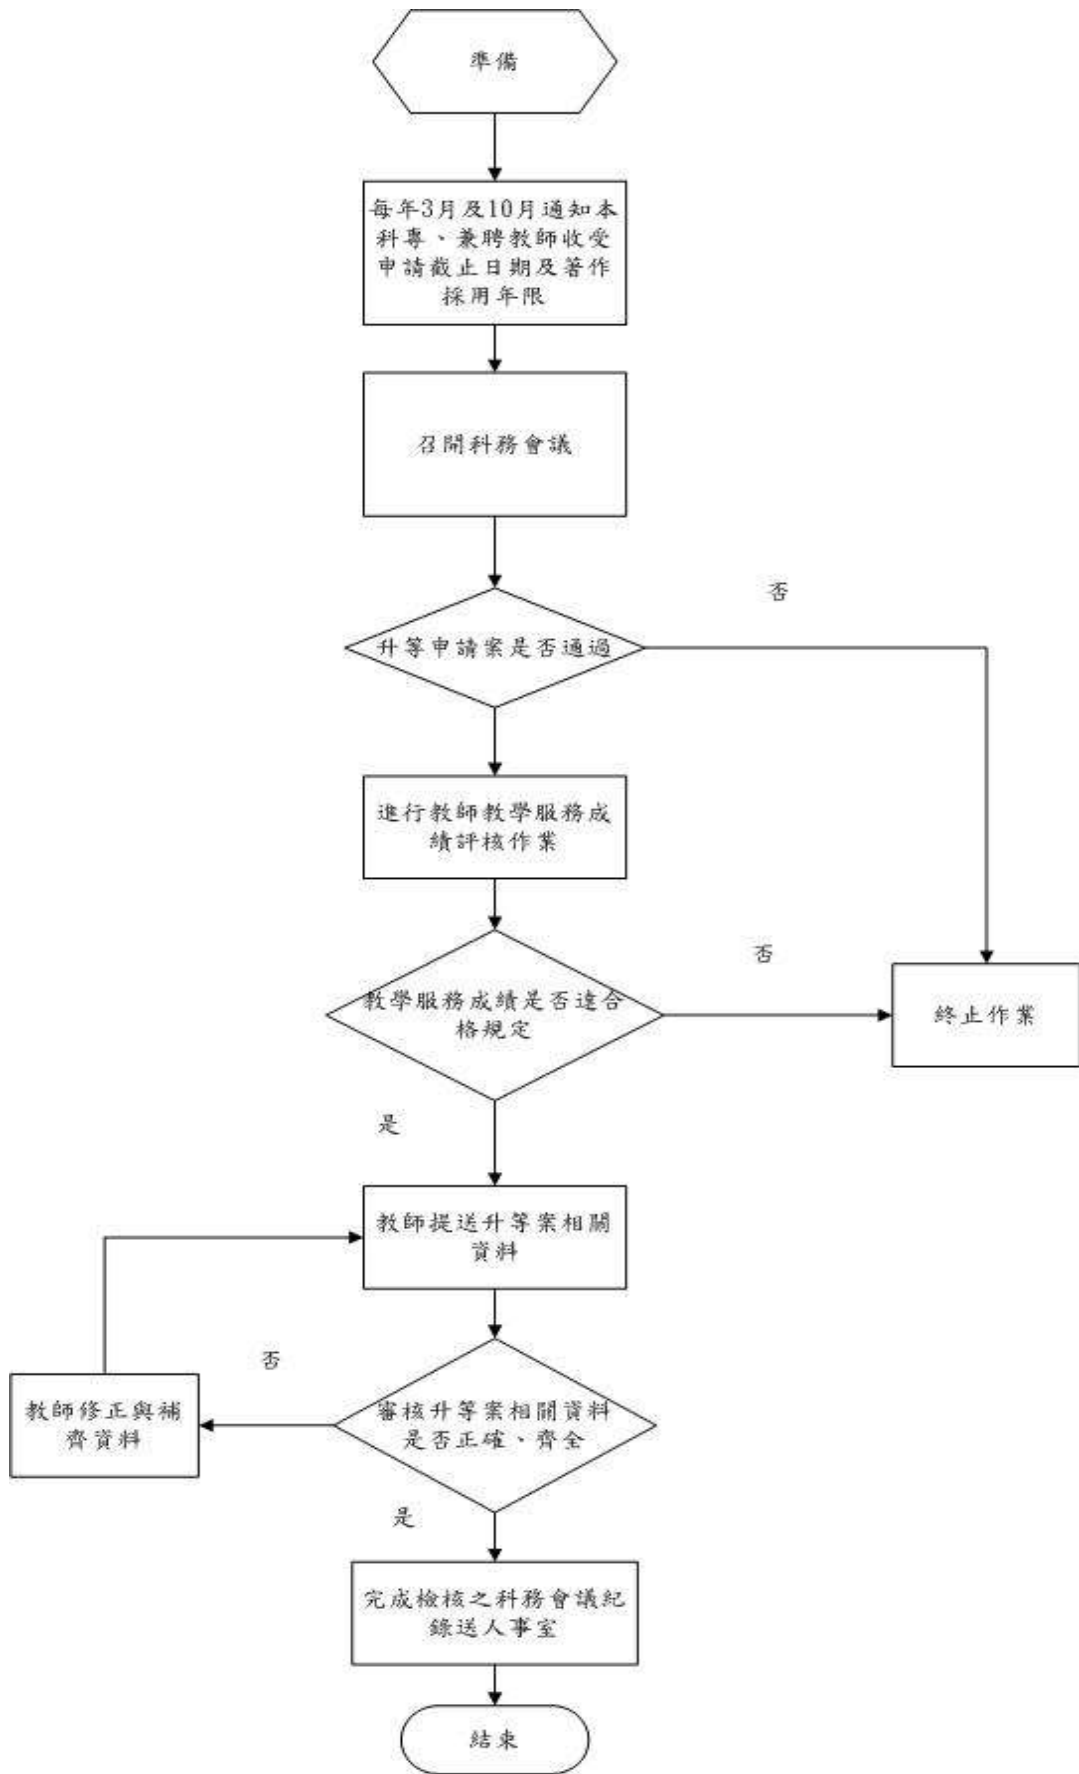 準備
每年3月及10月通知本
科專、兼聘教師收受
申請截止日期及著作
採用年限
召開科務會議
升等申請案是否通過
否
進行教師教學服務成
績評核作業
教學服務成績是否達合
格規定
否
終止作業
是
教師提送升等案相關
資料
審核升等案相關資料
是否正確、齊全
否
教師修正與補
齊資料
是
完成檢核之科務會議紀
錄送人事室
結束